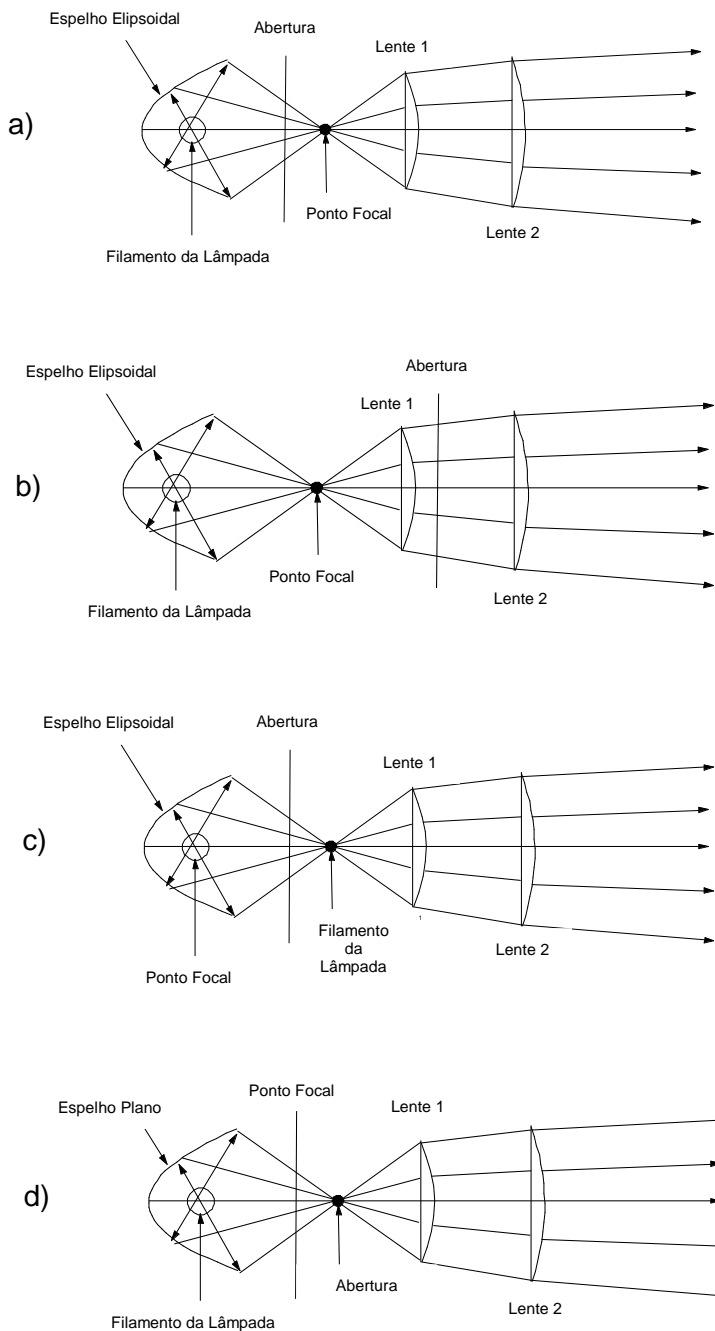 Espelho Elipsoidal
Abertura
Lente 1
a)
Ponto Focal
Lente 2
Filamento da Lâmpada
Espelho Elipsoidal
Abertura
Lente 1
b)
Ponto Focal
Lente 2
Filamento da Lâmpada
Espelho Elipsoidal
Abertura
Lente 1
c)
1
Filamento
da
Lâmpada
Lente 2
Ponto Focal
Ponto Focal
Espelho Plano
Lente 1
d)
Abertura
Lente 2
Filamento da Lâmpada